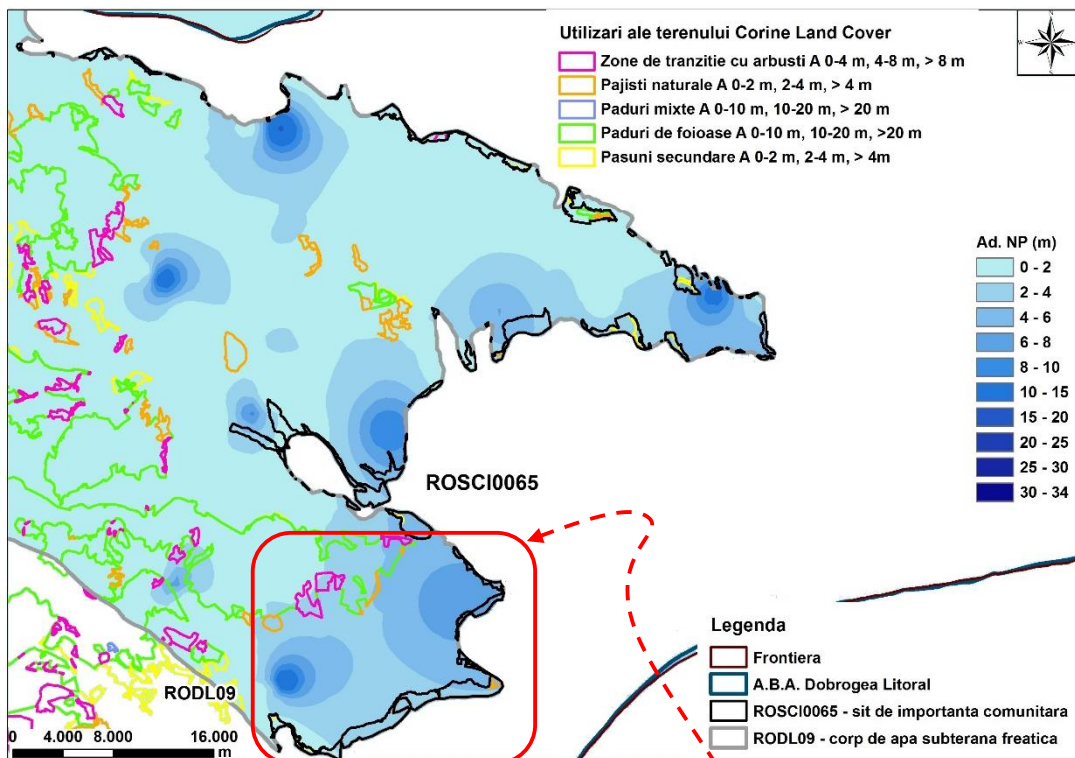 Utilizari ale terenului Corine Land Cover
Zone de tranzitie cu arbusti A 0-4 m, 4-8 m, > 8 m
Pajisti naturale A 0-2 m, 2-4 m, > 4 m
Paduri mixte A 0-10 m, 10-20 m, > 20 m
Paduri de foioase A 0-10 m, 10-20 m, >20 m
Pasuni secundare A 0-2 m, 2-4 m, > 4m
N
W E
S
Ad. NP (m)
0 - 2
2 - 4
4 - 6
6 - 8
8 - 10
10 - 15
15 - 20
20 - 25
25 - 30
30 - 34
ROSCI0065
RODL09
0 4.000 8.000 16.000
m
Legenda
Frontiera
A.B.A. Dobrogea Litoral
ROSCI0065 - sit de importanta comunitara
RODL09 - corp de apa subterana freatica